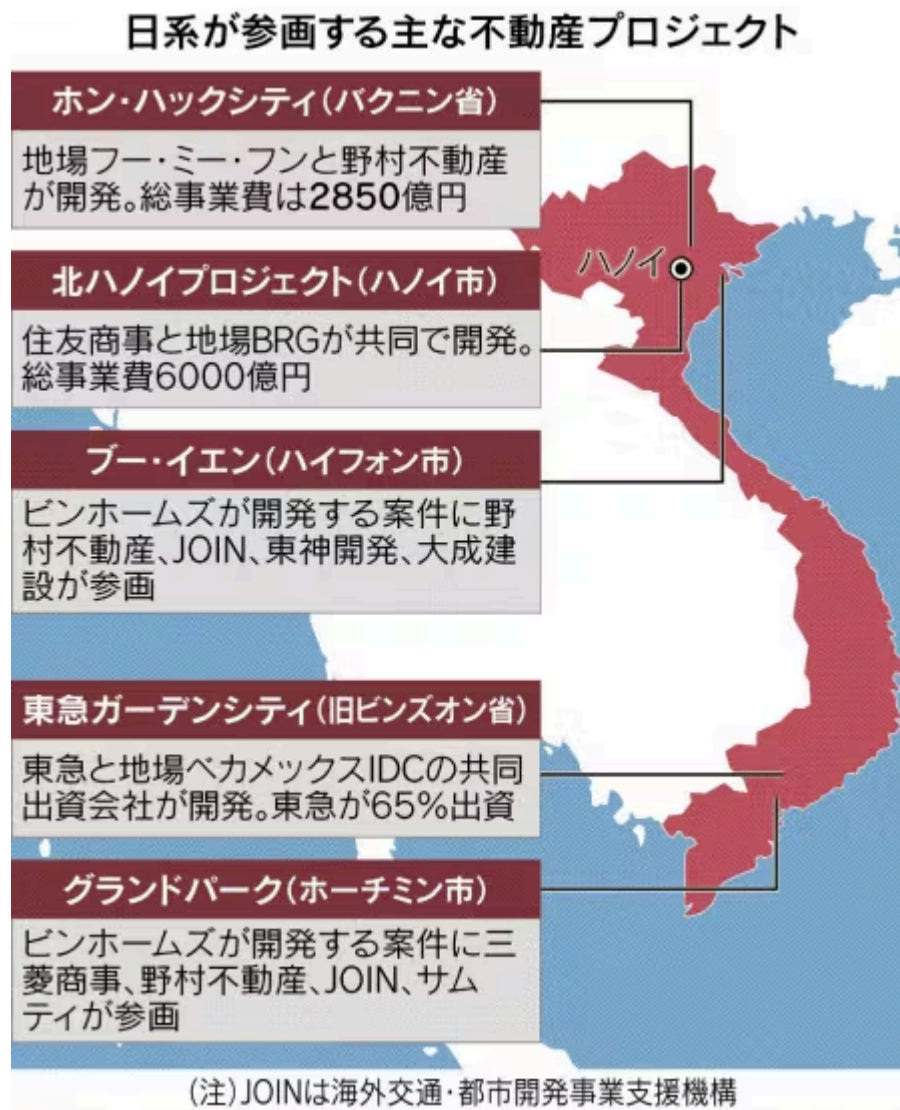 日系が参画する主な不動産プロジェクト
ホン・ハックシティ(バクニン省)
地場フー・ミー・フンと野村不動産
が開発。総事業費は2850億円
ハノイ
北ハノイプロジェクト(ハノイ市)
住友商事と地場BRGが共同で開発。
総事業費6000億円
ブー・イエン(ハイフォン市)
ビンホームズが開発する案件に野
村不動産、JOIN、東神開発、大成建
設が参画
東急ガーデンシティ(旧ビンズオン省)
東急と地場ベカメックスIDCの共同
出資会社が開発。東急が65%出資
グランドパーク(ホーチミン市)
ビンホームズが開発する案件に三
菱商事、野村不動産、JOIN、サム
ティが参画
(注)JOINは海外交通・都市開発事業支援機構